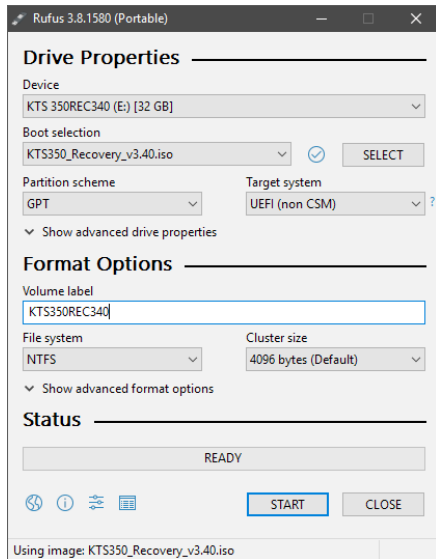 Rufus 3.8.1580 (Portable)
Drive Properties
Device
KTS 350REC340 (E:) [32 GB]
Boot selection
KTS350_Recovery_v3.40.iso
SELECT
Partition scheme
Target system
GPT
UEFI (non CSM)
?
Show advanced drive properties
Format Options
Volume label
KTS350REC340
File system
Cluster size
NTFS
4096 bytes (Default)
Show advanced format options
Status
READY
START
CLOSE
Using image: KTS350_Recovery_v3.40.iso